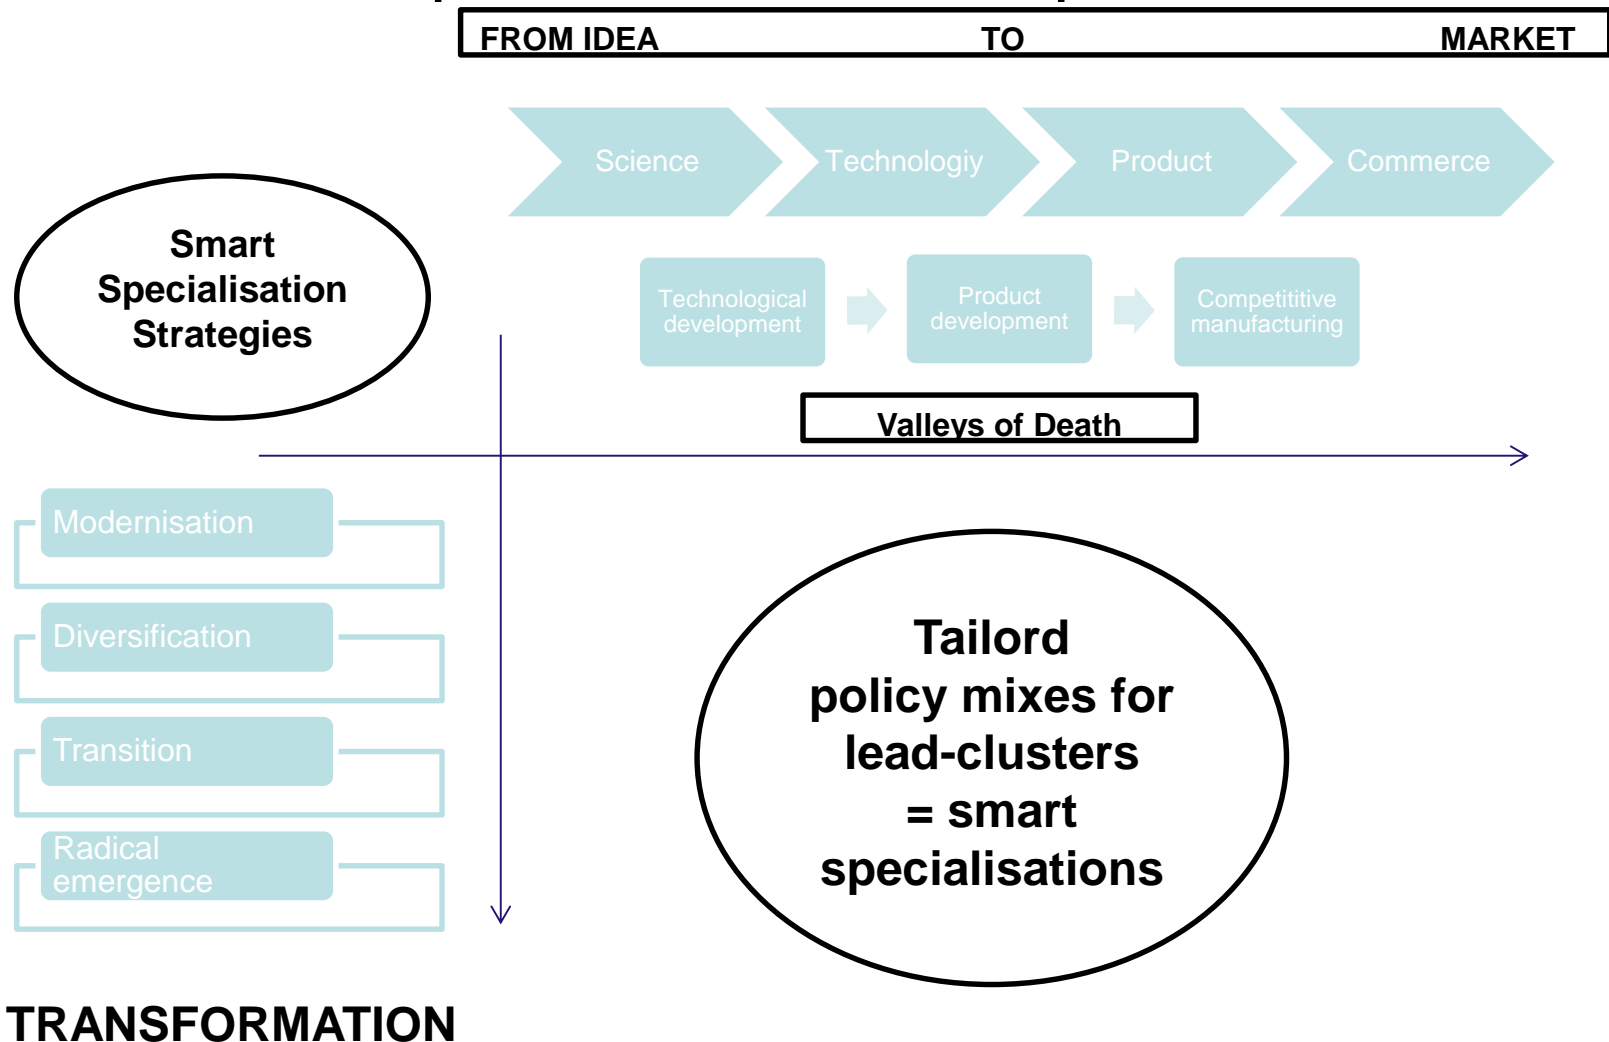 FROM IDEA TO MARKET
Science
Technologiy
Product
Commerce
Smart
Specialisation
Strategies
Technological
development
Product
development
Competititive
manufacturing
Valleys of Death
Modernisation
Diversification
Transition
Radical
emergence
Tailord
policy mixes for
lead-clusters
= smart
specialisations
TRANSFORMATION